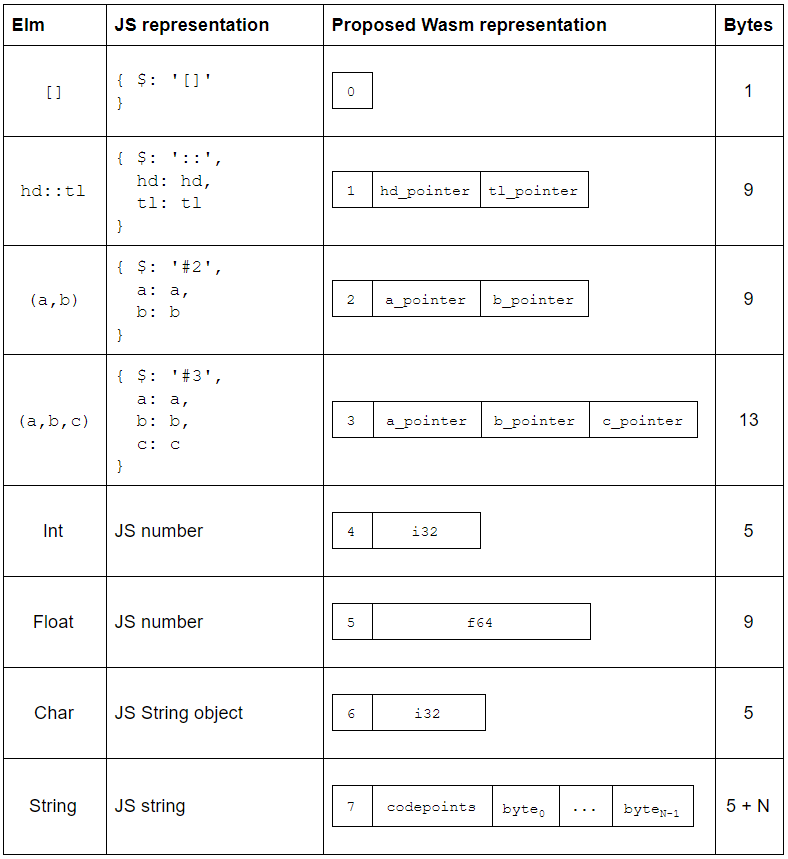 Elm JS representation Proposed Wasm representation Bytes
[] { $: '[]' 0 1
}
hd::tl { $: '::', 1 hd_pointer tl_pointer 9
hd: hd,
tl: tl
}
(a,b) { $: '#2', 2 a_pointer b_pointer 9
a: a,
b: b
}
(a,b,c) { $: '#3', 3 a_pointer b_pointer c_pointer 13
a: a,
b: b,
c: c
}
Int JS number 4 i32 5
Float JS number 5 f64 9
Char JS String object 6 i32 5
String JS string 7 codepoints byte0 ... byteN-1 5 + N